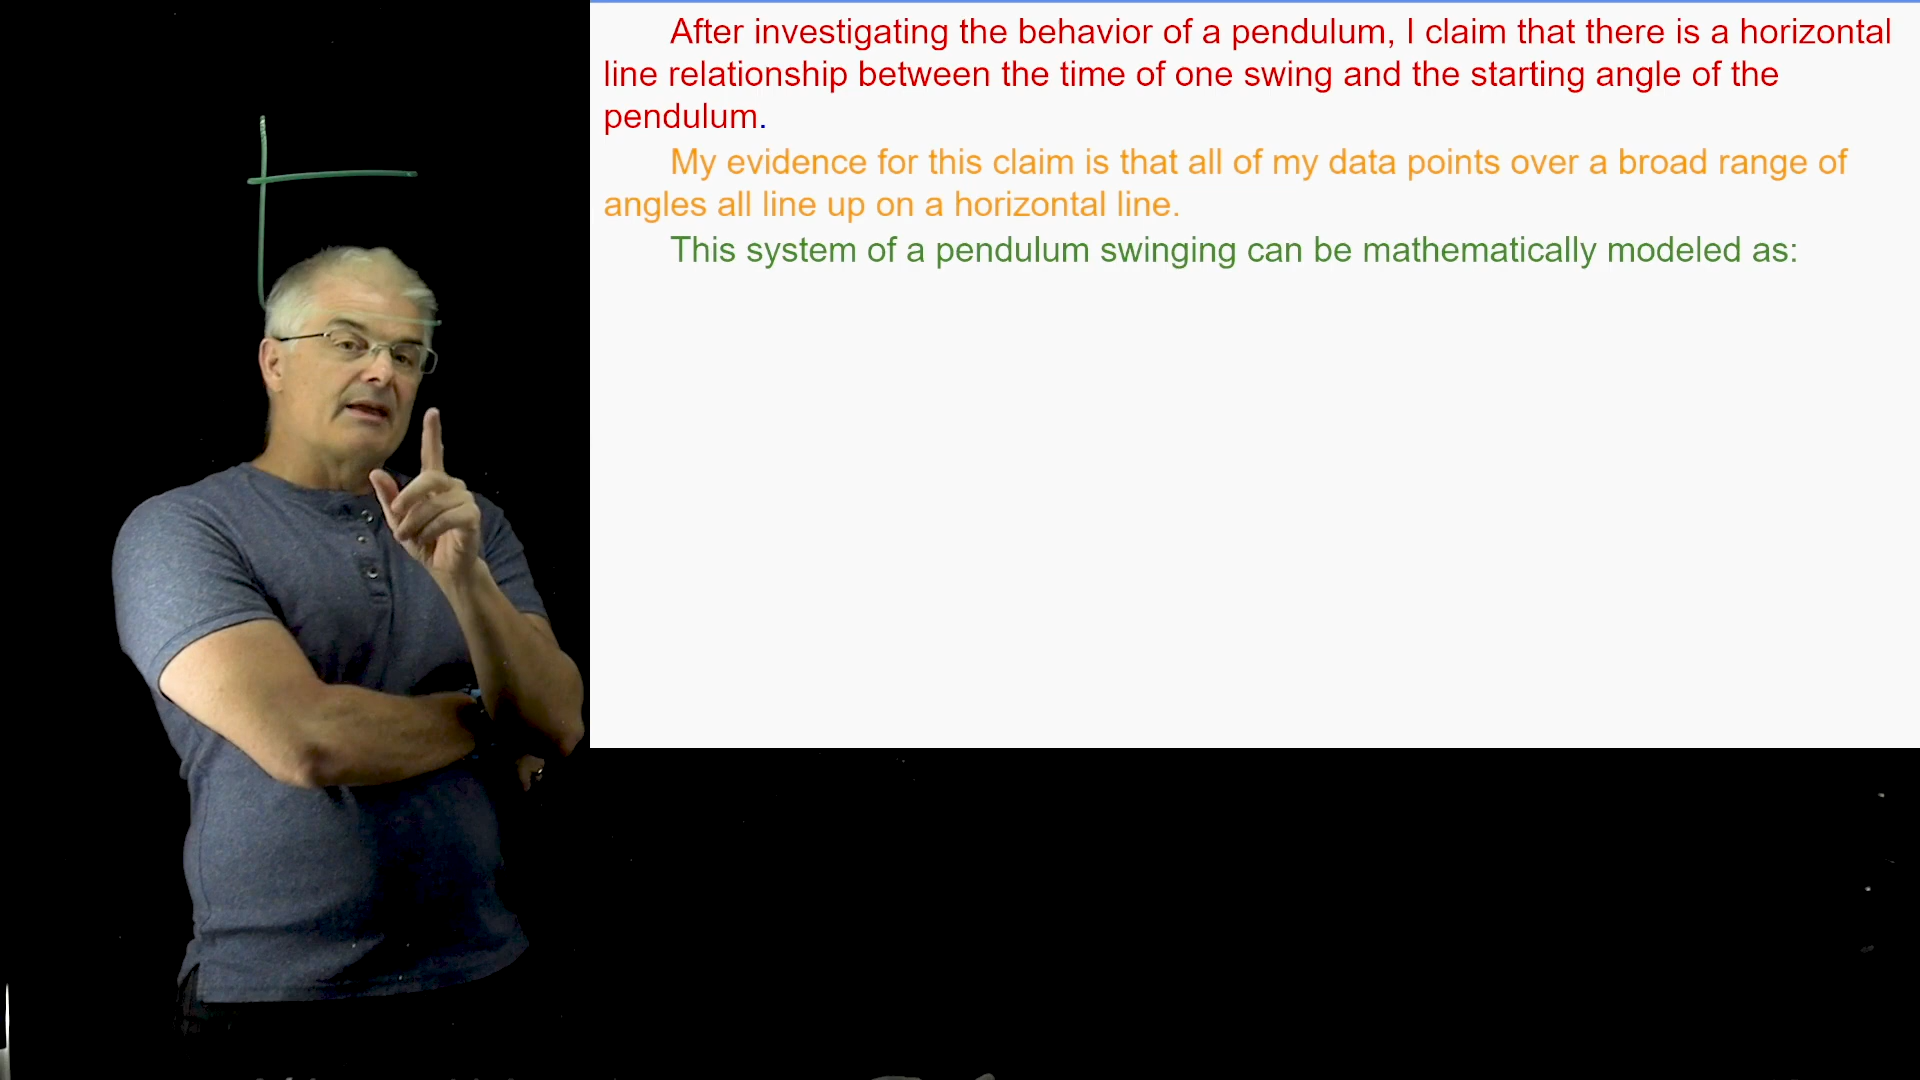 After investigating the behavior of a pendulum, I claim that there is a horizontal
line relationship between the time of one swing and the starting angle of the
pendulum.
My evidence for this claim is that all of my data points over a broad range of
angles all line up on a horizontal line.
This system of a pendulum swinging can be mathematically modeled as: